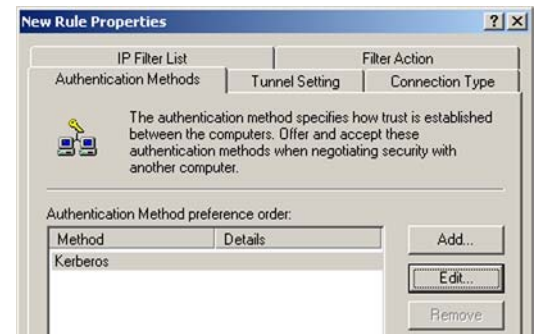 New Rule Properties
IP Filter List
Filter Action
Authentication Methods
Tunnel Setting
Connection Type
The authentication method specifies how trust is established
between the computers. Offer and accept these
authentication methods when negotiating security with
another computer.
Authentication Method preference order:
Method Details
Add...
Kerberos
Edit...
Remove